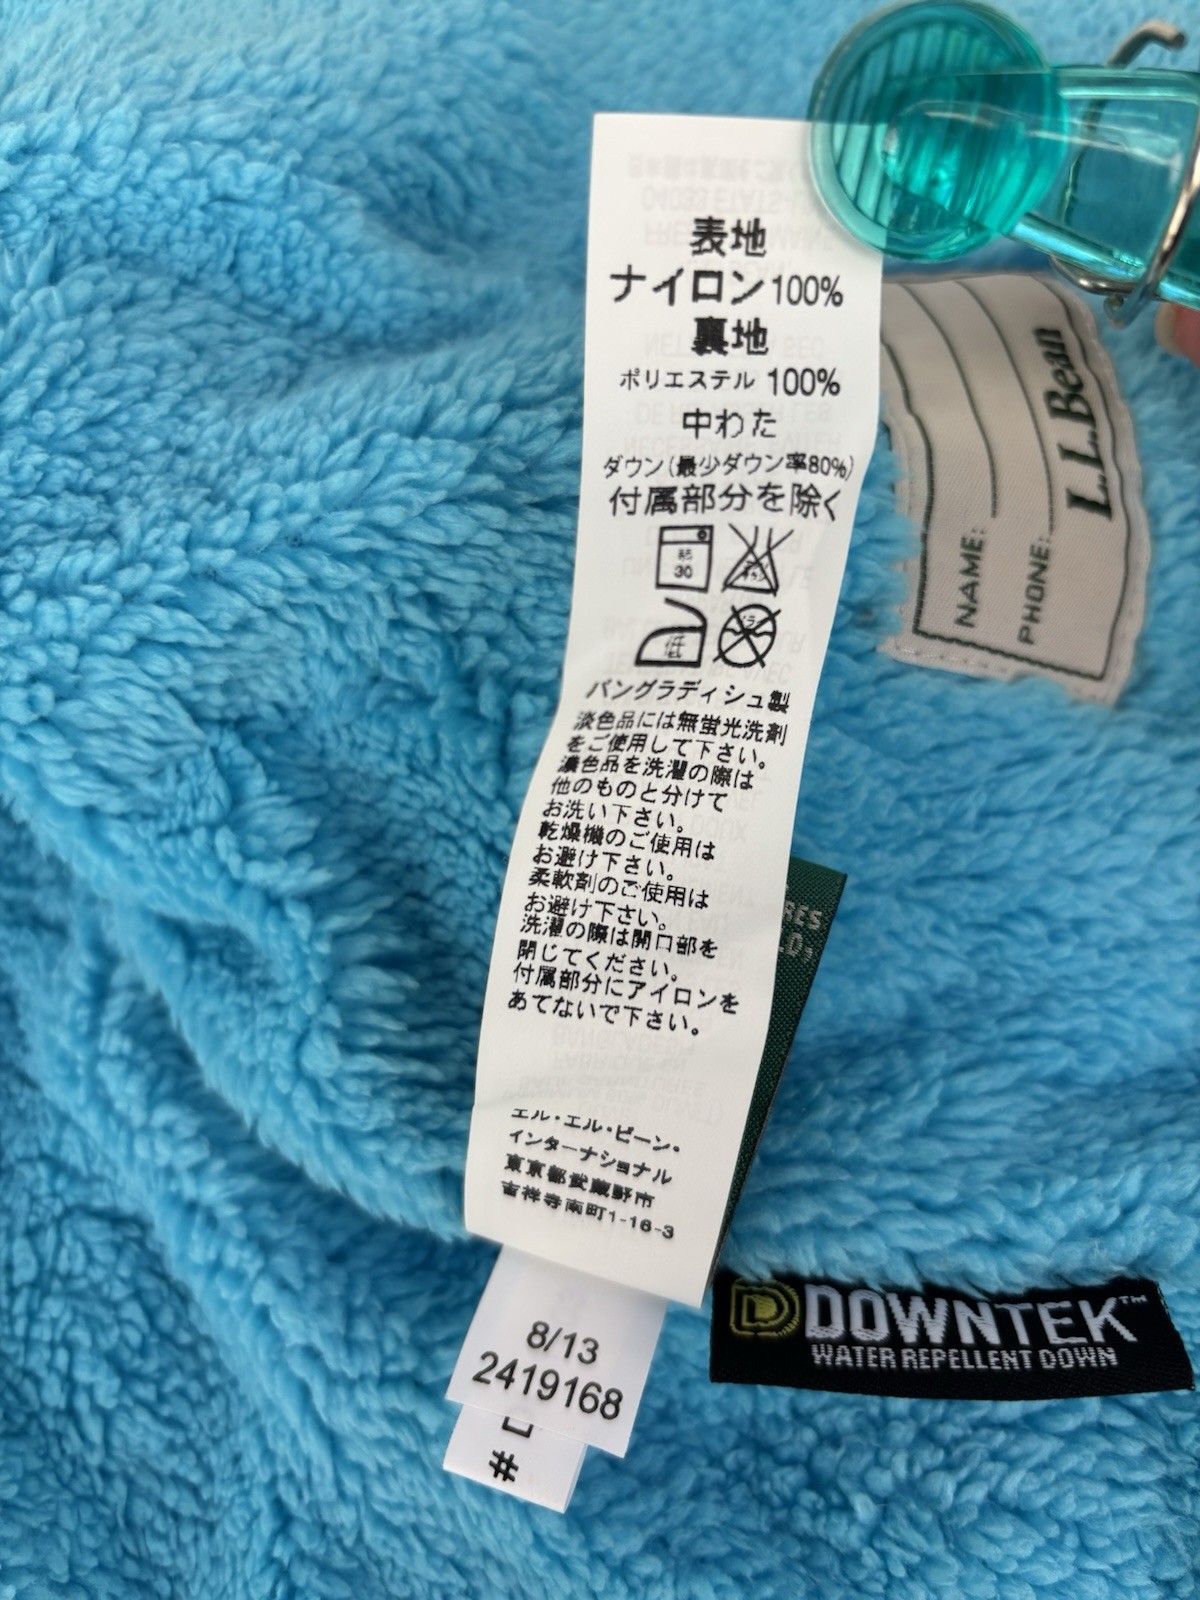 表地
ナイロン100%
裏地
ポリエステル 100%
中わた
ダウン(最少ダウン率80%)
付属部分を除く
30
低
バングラディシュ製
淡色品には無蛍光洗剤
をご使用して下さい。
濃色品を洗濯の際は
他のものと分けて
お洗い下さい。
乾燥機のご使用は
お避け下さい。
柔軟剤のご使用は
お避け下さい。
洗濯の際は開口部を
閉じてください。
付属部分にアイロンを
あてないで下さい。
エル・エル・ビーン・
インターナショナル
東京都武蔵野市
吉祥寺南町1-16-3
8/13
2419168
#
L.L.Bean
NAME:
PHONE:
RES
LD,
DOWNTEK™
WATER REPELLENT DOWN